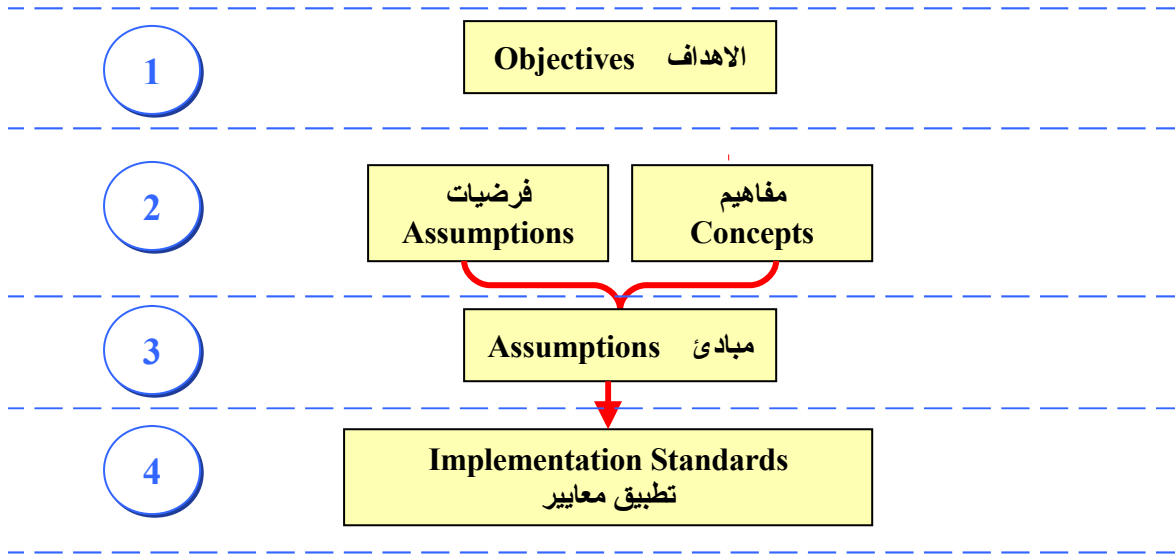 1
Objectives الاهداف
2
فرضيات
Assumptions
مفاهيم
Concepts
3
Assumptions مبادئ
4
Implementation Standards
تطبيق معايير